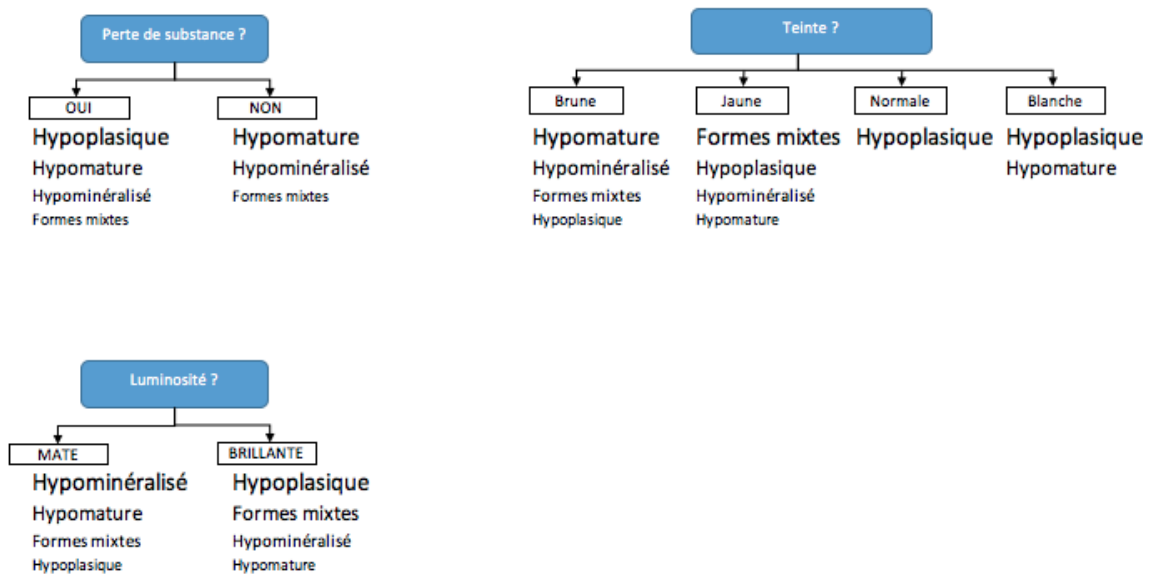 Perte de substance ?
OUI
Hypoplasique
Hypomature
Hypominéralisé
Formes mixtes
NON
Hypomature
Hypominéralisé
Formes mixtes
Teinte ?
Brune
Hypomature
Hypominéralisé
Formes mixtes
Hypoplasique
Jaune
Formes mixtes
Hypoplasique
Hypominéralisé
Hypomature
Normale
Hypoplasique
Blanche
Hypoplasique
Hypomature
Luminosité ?
MATE
Hypominéralisé
Hypomature
Formes mixtes
Hypoplasique
BRILLANTE
Hypoplasique
Formes mixtes
Hypominéralisé
Hypomature